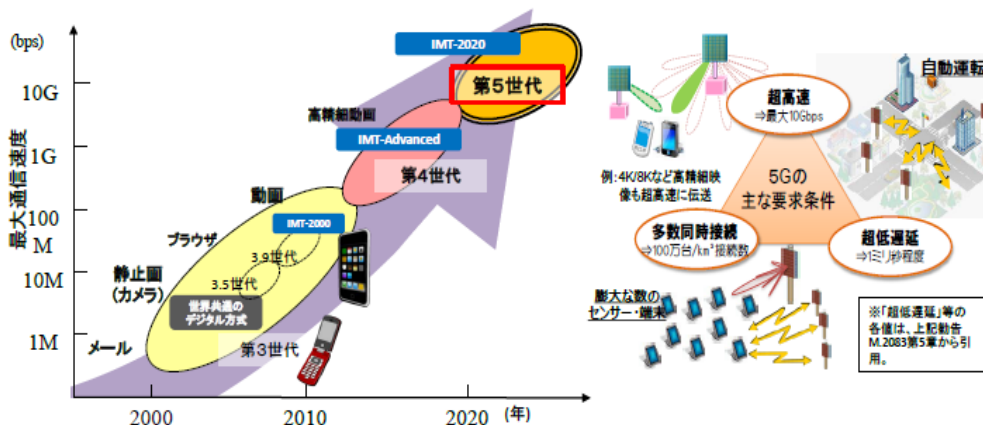 (bps)
最大通信速度
10G
1G
100
M
10M
1M
2000
2010
2020
(年)
IMT-2020
第5世代
高精細動画
IMT-Advanced
第4世代
動画
IMT-2000
ブラウザ
3.9世代
3.5世代
静止画
(カメラ)
世界共通の
デジタル方式
メール
第3世代
自動運転
超高速
⇒最大10Gbps
例:4K/8Kなど高精細映
像も超高速に伝送
5Gの
主な要求条件
多数同時接続
⇒100万台/km²接続数
超低遅延
⇒1ミリ秒程度
膨大な数の
センサー・端末
※「超低遅延」等の
各値は、上記勧告
M.2083第5章から引
用。